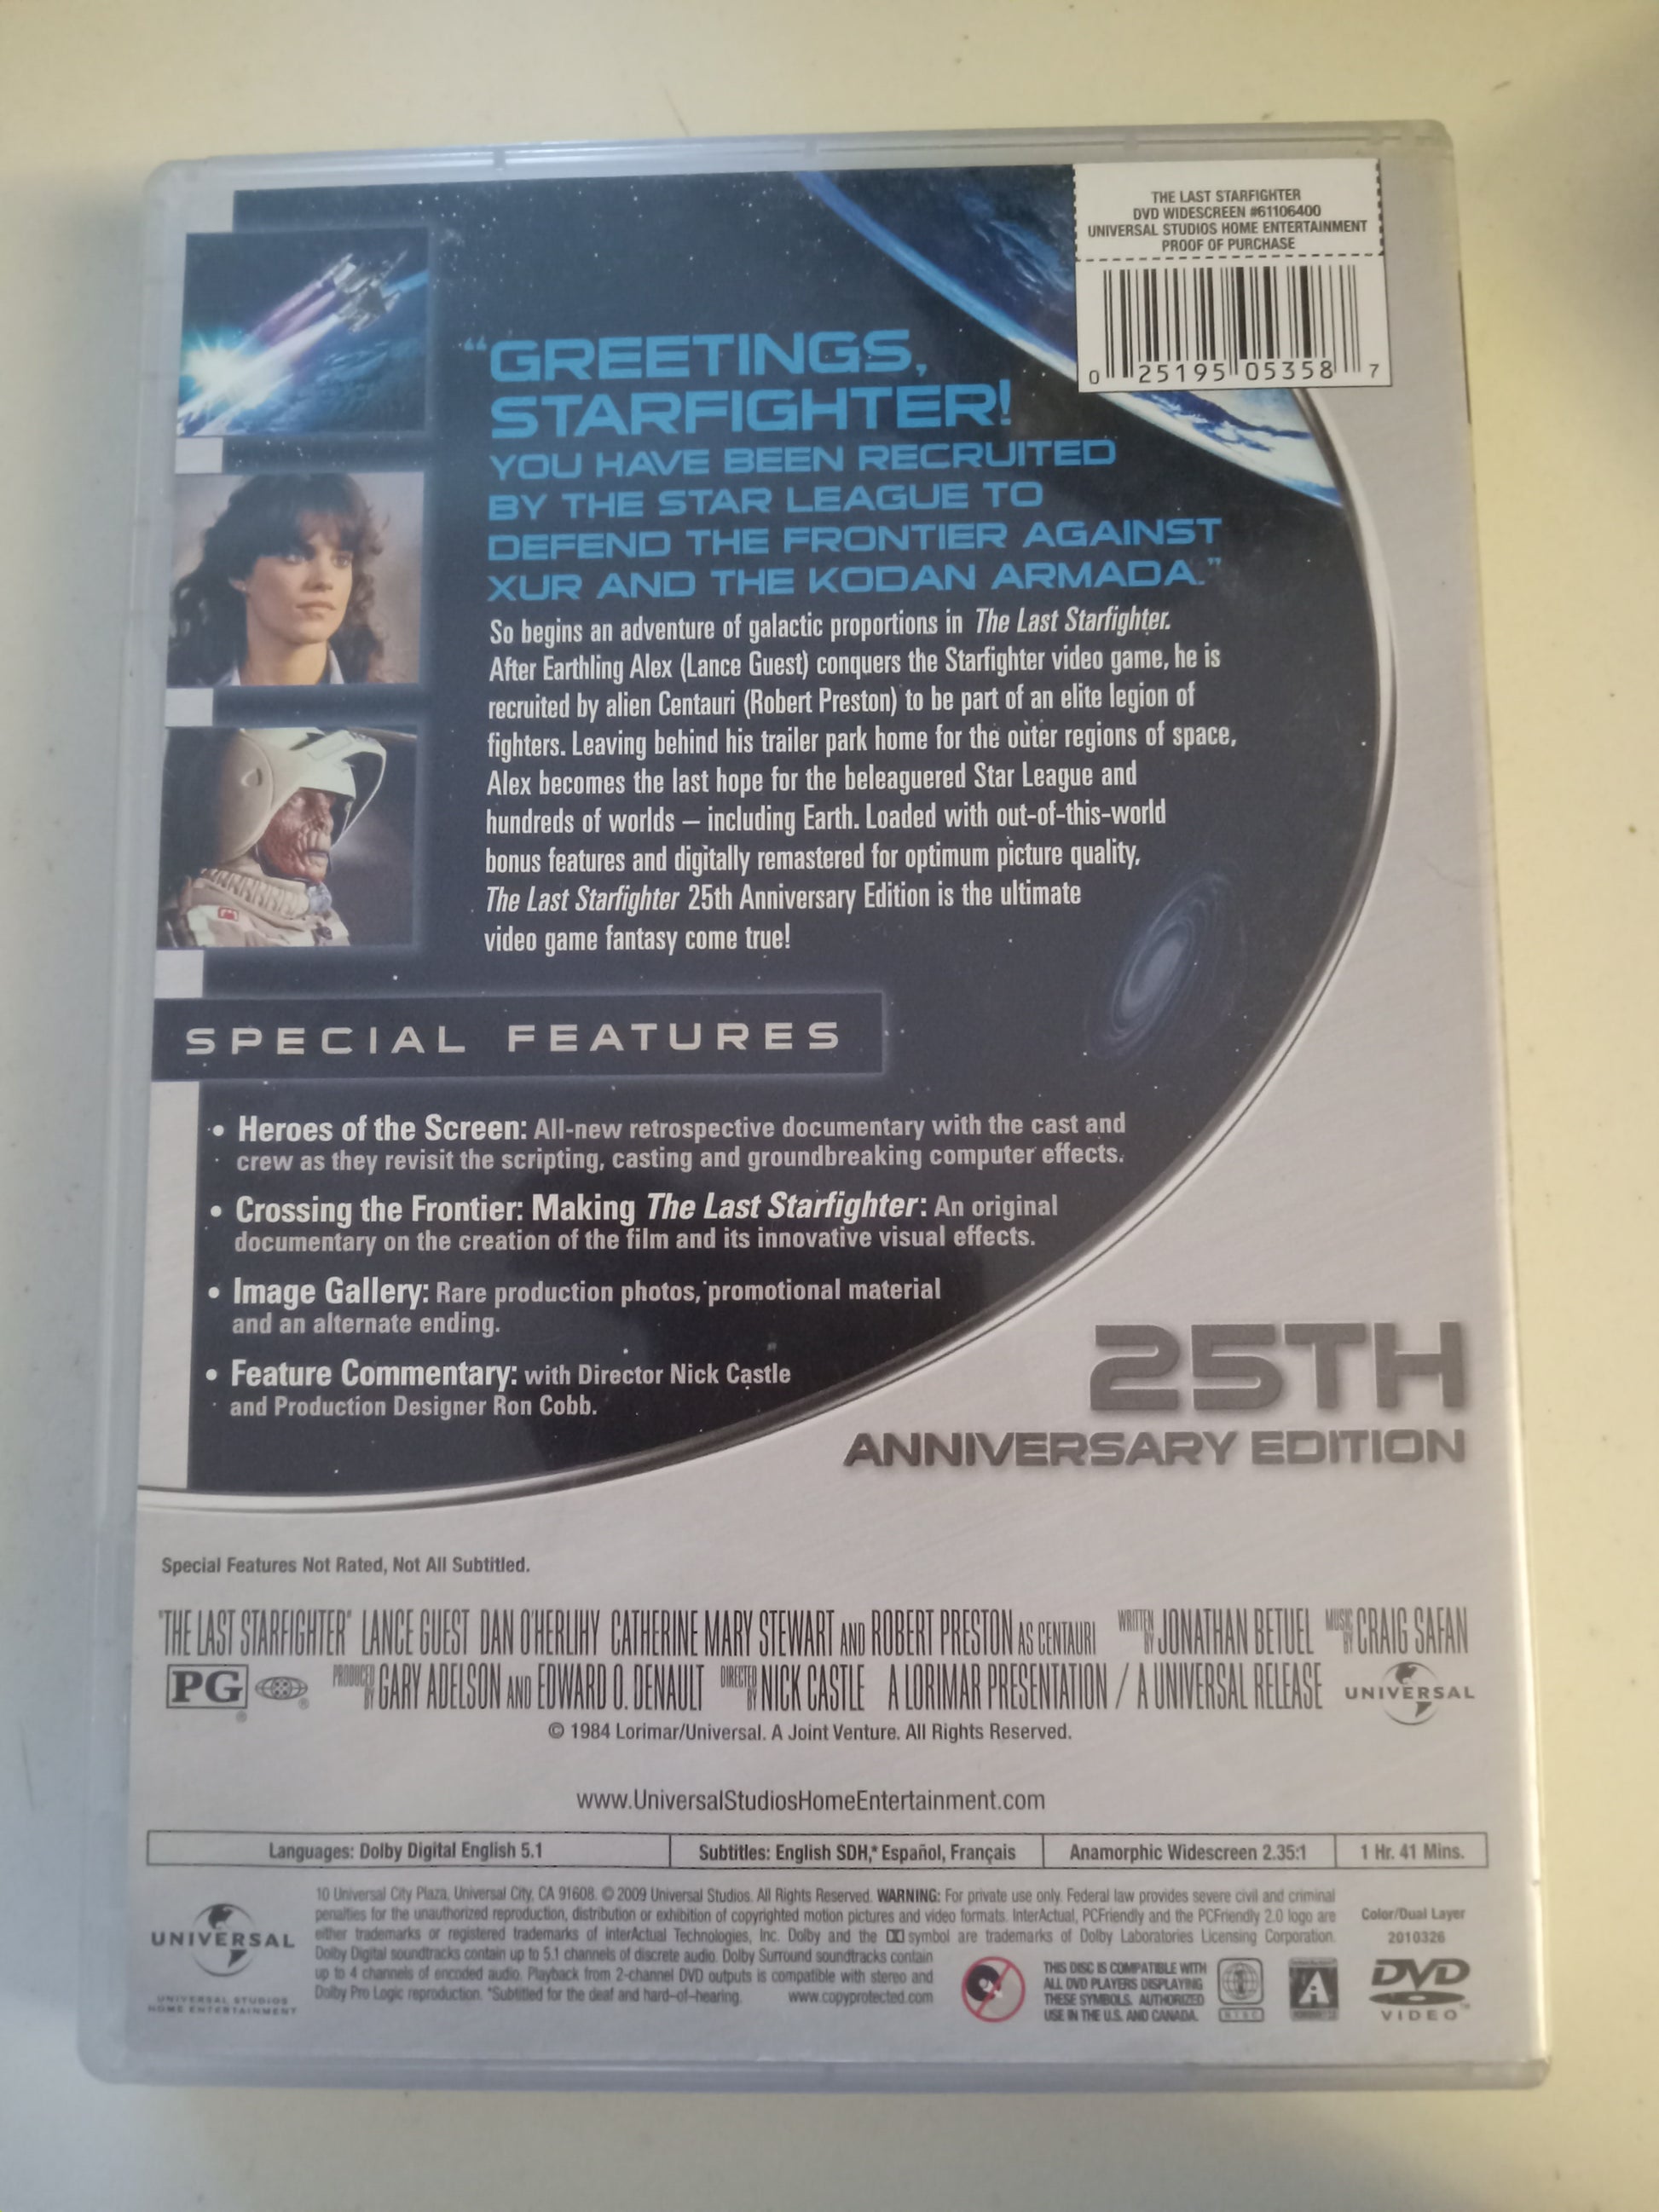 THE LAST STARFIGHTER
DVD WIDESCREEN #61106400
UNIVERSAL STUDIOS HOME ENTERTAINMENT
PROOF OF PURCHASE
0 25195 05358 7
“GREETINGS,
STARFIGHTER!
YOU HAVE BEEN RECRUITED
BY THE STAR LEAGUE TO
DEFEND THE FRONTIER AGAINST
XUR AND THE KODAN ARMADA.”
So begins an adventure of galactic proportions in The Last Starfighter.
After Earthling Alex (Lance Guest) conquers the Starfighter video game, he is
recruited by alien Centauri (Robert Preston) to be part of an elite legion of
fighters. Leaving behind his trailer park home for the outer regions of space,
Alex becomes the last hope for the beleaguered Star League and
hundreds of worlds – including Earth. Loaded with out-of-this-world
bonus features and digitally remastered for optimum picture quality,
The Last Starfighter 25th Anniversary Edition is the ultimate
video game fantasy come true!
SPECIAL FEATURES
• Heroes of the Screen: All-new retrospective documentary with the cast and
crew as they revisit the scripting, casting and groundbreaking computer effects.
• Crossing the Frontier: Making The Last Starfighter: An original
documentary on the creation of the film and its innovative visual effects.
• Image Gallery: Rare production photos, promotional material
and an alternate ending.
• Feature Commentary: with Director Nick Castle
and Production Designer Ron Cobb.
25TH
ANNIVERSARY EDITION
Special Features Not Rated, Not All Subtitled.
"THE LAST STARFIGHTER" LANCE GUEST DAN O'HERLIHY CATHERINE MARY STEWART AND ROBERT PRESTON AS CENTAURI WRITTEN BY JONATHAN BETUEL MUSIC BY CRAIG SAFAN
PG ® PRODUCED BY GARY ADELSON AND EDWARD O. DENAULT DIRECTED BY NICK CASTLE A LORIMAR PRESENTATION / A UNIVERSAL RELEASE UNIVERSAL
© 1984 Lorimar/Universal. A Joint Venture. All Rights Reserved.
www.UniversalStudiosHomeEntertainment.com
Languages: Dolby Digital English 5.1 Subtitles: English SDH,* Español, Français Anamorphic Widescreen 2.35:1 1 Hr. 41 Mins.
10 Universal City Plaza, Universal City, CA 91608. © 2009 Universal Studios. All Rights Reserved. WARNING: For private use only. Federal law provides severe civil and criminal
penalties for the unauthorized reproduction, distribution or exhibition of copyrighted motion pictures and video formats. InterActual, PCFriendly and the PCFriendly 2.0 logo are
either trademarks or registered trademarks of InterActual Technologies, Inc. Dolby and the symbol are trademarks of Dolby Laboratories Licensing Corporation.
Dolby Digital soundtracks contain up to 5.1 channels of discrete audio. Dolby Surround soundtracks contain
up to 4 channels of encoded audio. Playback from 2-channel DVD outputs is compatible with stereo and
Dolby Pro Logic reproduction. *Subtitled for the deaf and hard-of-hearing. www.copyprotected.com
UNIVERSAL
UNIVERSAL STUDIOS
HOME ENTERTAINMENT
THIS DISC IS COMPATIBLE WITH
ALL DVD PLAYERS DISPLAYING
THESE SYMBOLS. AUTHORIZED
USE IN THE U.S. AND CANADA.
DISC
A
Color/Dual Layer
2010326
DVD
VIDEO™